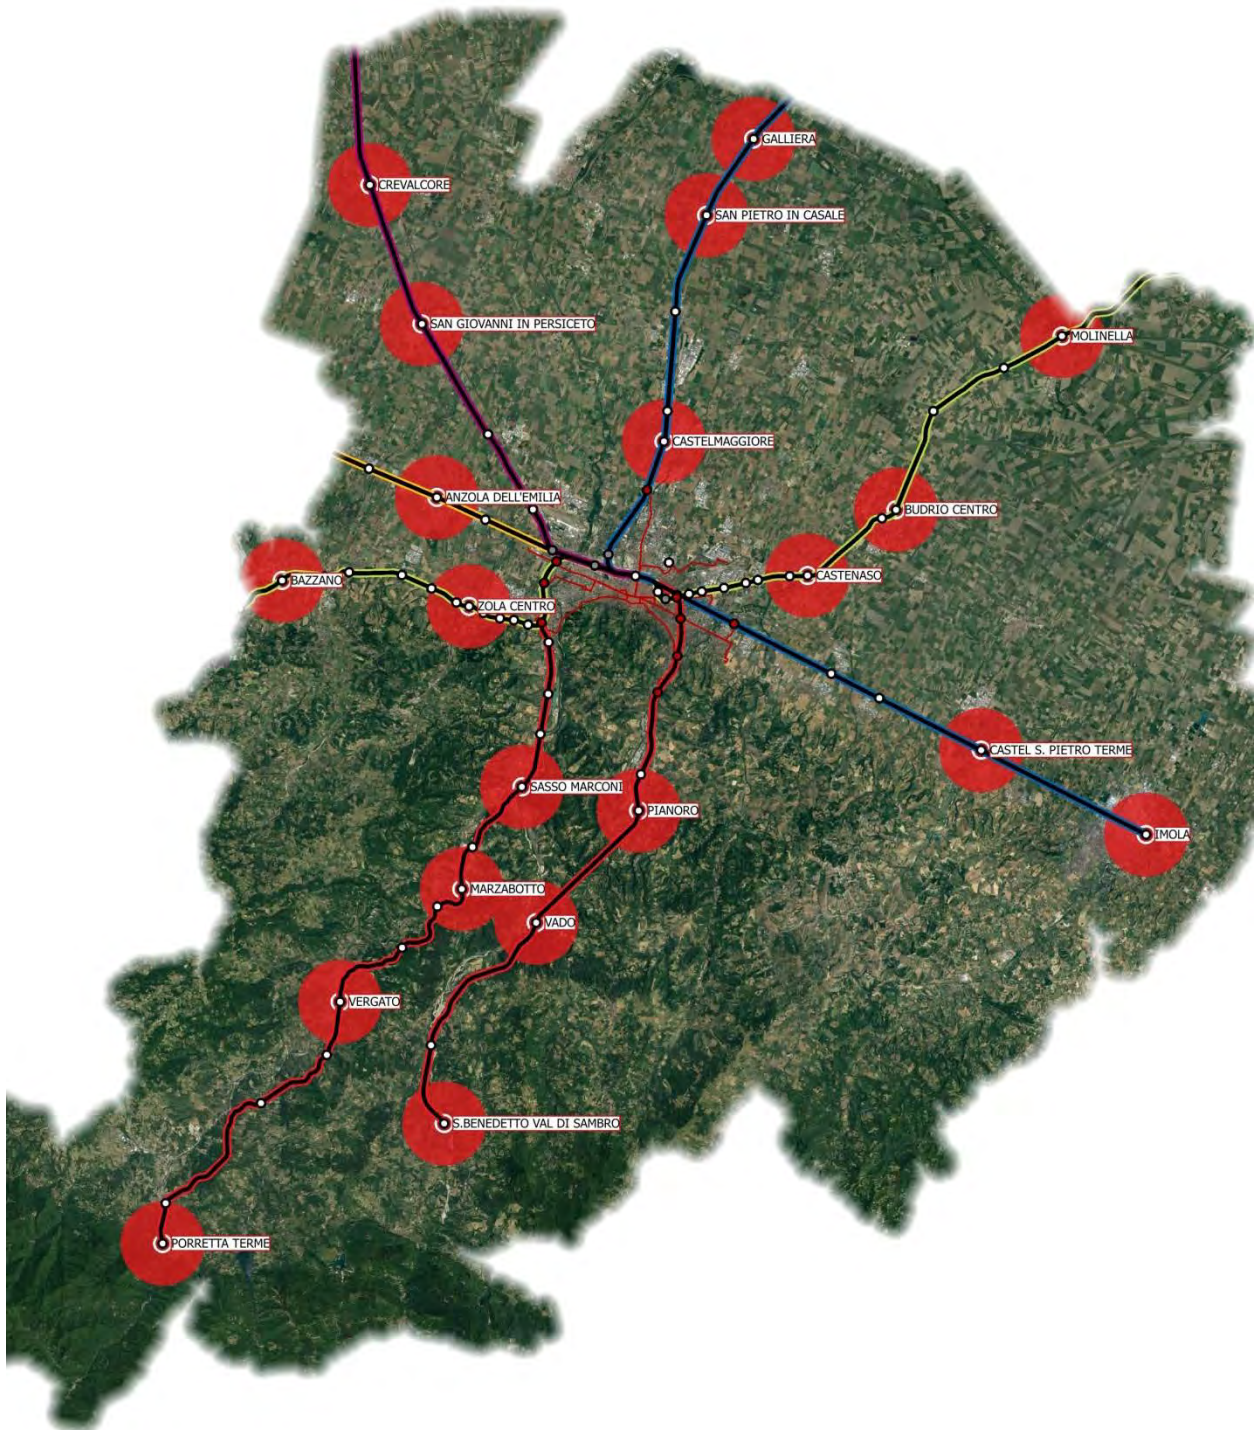 GALLIERA
CREVALCORE
SAN PIETRO IN CASALE
SAN GIOVANNI IN PERSICETO
MOLINELLA
CASTELMAGGIORE
ANZOLA DELL'EMILIA
BUDRIO CENTRO
CASTENASO
BAZZANO
ZOLA CENTRO
CASTEL S. PIETRO TERME
SASSO MARCONI
PIANORO
IMOLA
MARZABOTTO
VADO
VERGATO
S.BENEDETTO VAL DI SAMBRO
PORRETTA TERME